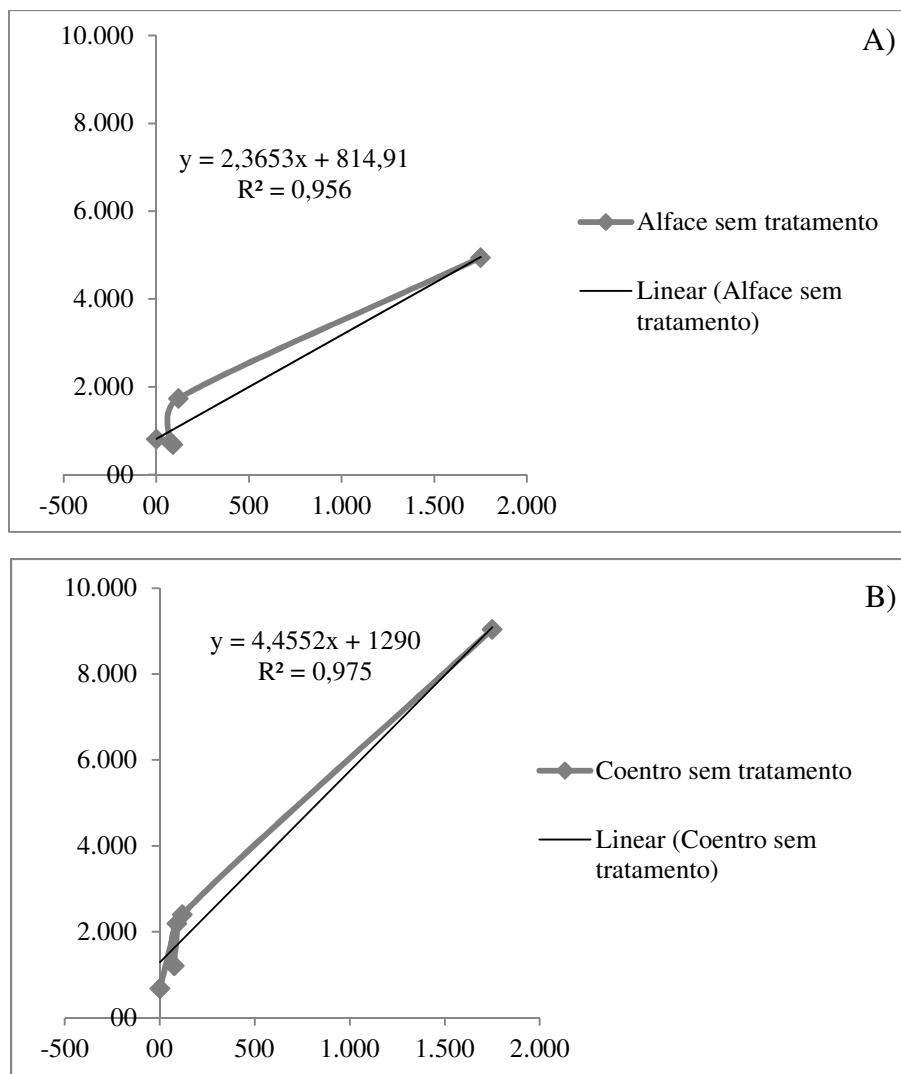 A)
10.000
8.000
6.000
4.000
2.000
00
y = 2,3653x + 814,91
R² = 0,956
Alface sem tratamento
Linear (Alface sem
tratamento)
-500 00 500 1.000 1.500 2.000
B)
10.000
8.000
6.000
4.000
2.000
00
y = 4,4552x + 1290
R² = 0,975
Coentro sem tratamento
Linear (Coentro sem
tratamento)
-500 00 500 1.000 1.500 2.000